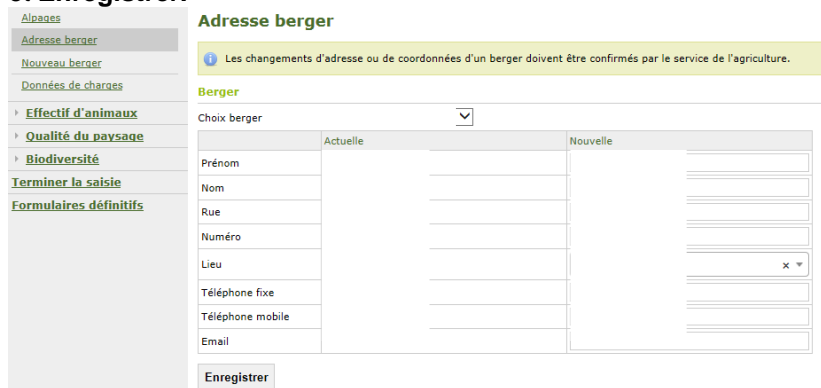 Alpages
Adresse berger
Nouveau berger
Données de charges
Effectif d'animaux
Qualité du paysage
Biodiversité
Terminer la saisie
Formulaires définitifs
Adresse berger
Les changements d'adresse ou de coordonnées d'un berger doivent être confirmés par le service de l'agriculture.
Berger
Choix berger
Actuelle Nouvelle
Prénom
Nom
Rue
Numéro
Lieu
Téléphone fixe
Téléphone mobile
Email
Enregistrer